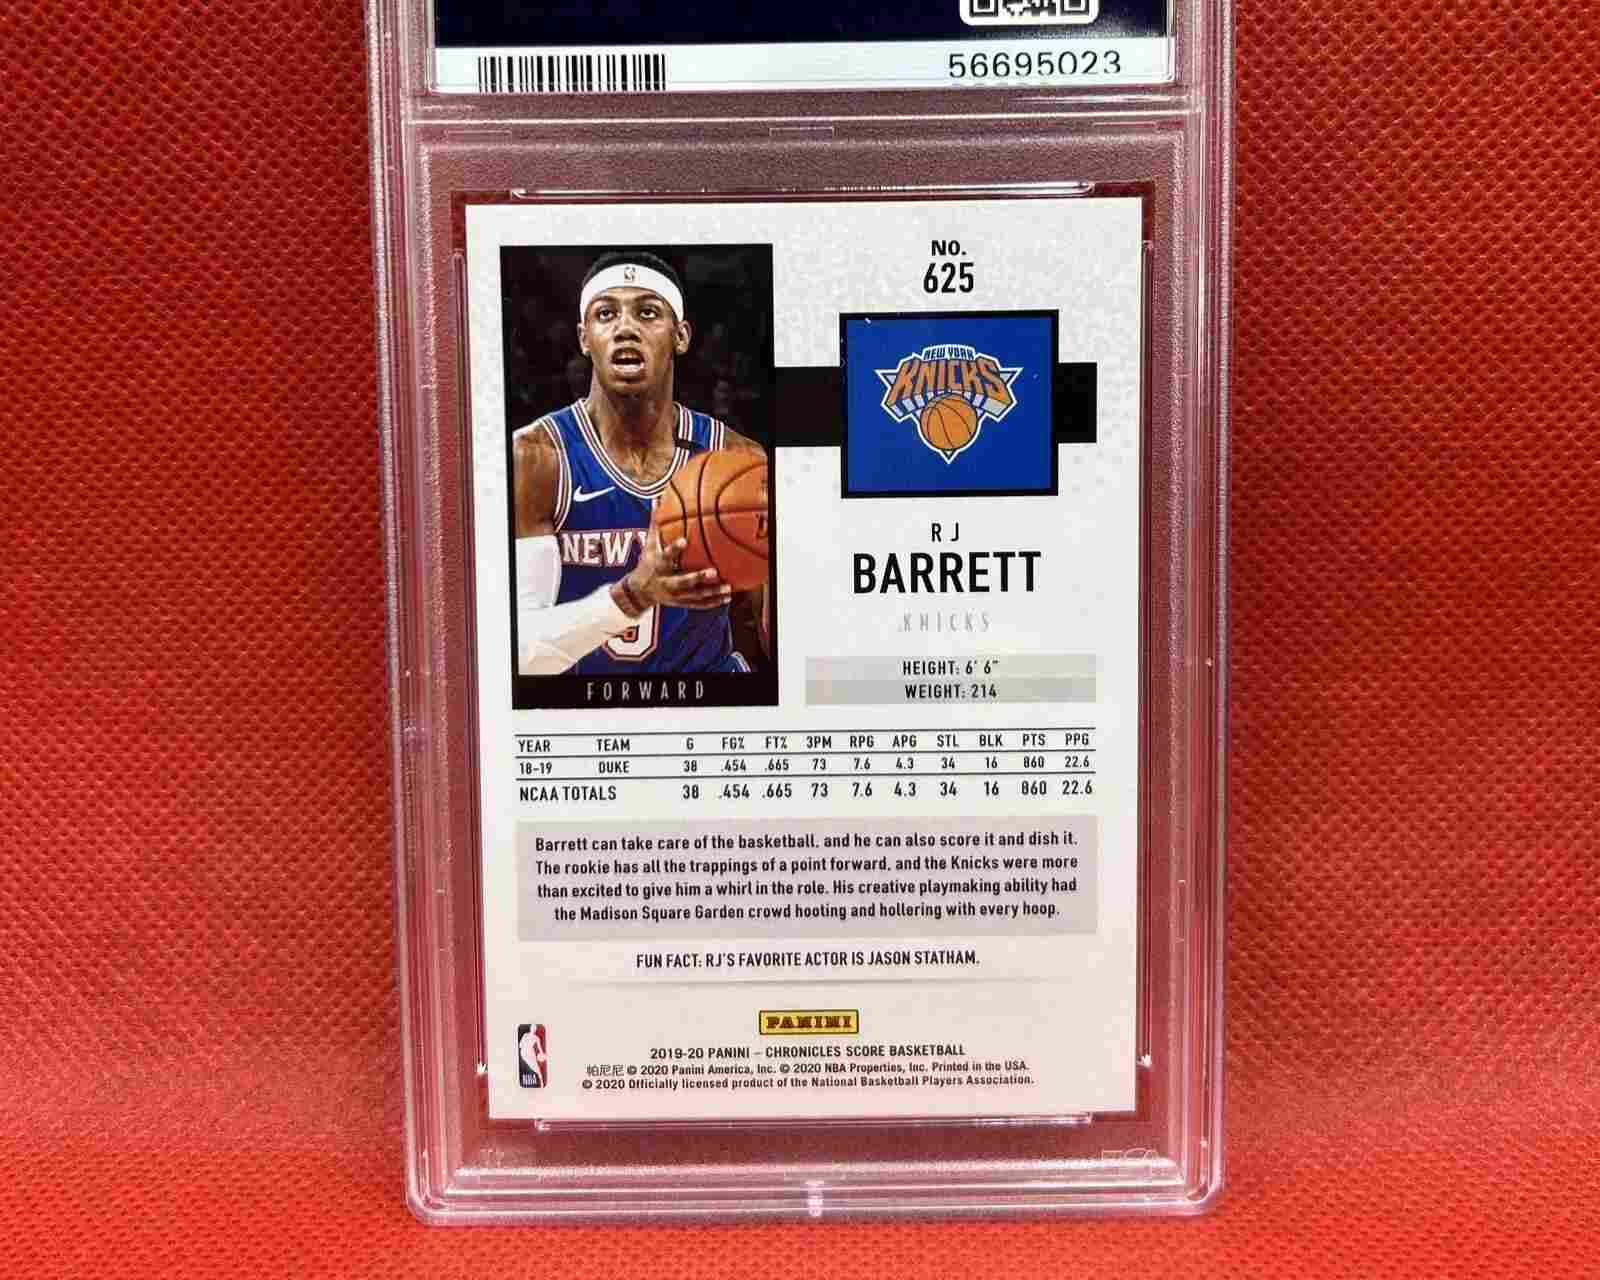 56695023
No.
625
NEW YORK
KNICKS
NEW Y
RJ
BARRETT
KNICKS
FORWARD
HEIGHT: 6' 6"
WEIGHT: 214
YEAR TEAM G FG% FT% 3PM RPG APG STL BLK PTS PPG
18-19 DUKE 38 .454 .665 73 7.6 4.3 34 16 860 22.6
NCAA TOTALS 38 .454 .665 73 7.6 4.3 34 16 860 22.6
Barrett can take care of the basketball, and he can also score it and dish it.
The rookie has all the trappings of a point forward, and the Knicks were more
than excited to give him a whirl in the role. His creative playmaking ability had
the Madison Square Garden crowd hooting and hollering with every hoop.
FUN FACT: RJ'S FAVORITE ACTOR IS JASON STATHAM.
PANINI
NBA
2019-20 PANINI – CHRONICLES SCORE BASKETBALL
帕尼尼 © 2020 Panini America, Inc. © 2020 NBA Properties, Inc. Printed in the USA.
© 2020 Officially licensed product of the National Basketball Players Association.